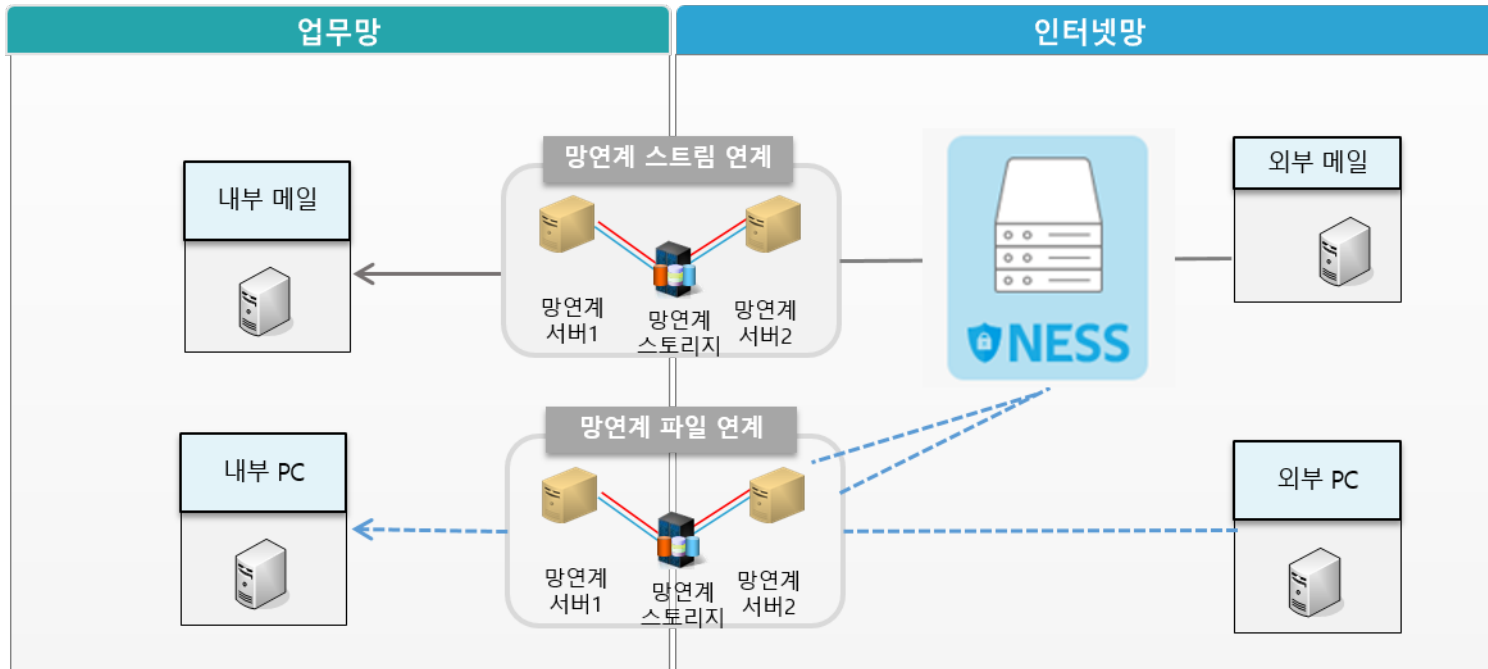 업무망
인터넷망
망연계 스트림 연계
내부 메일
외부 메일
망연계
서버1
망연계
스토리지
망연계
서버2
NESS
망연계 파일 연계
내부 PC
외부 PC
망연계
서버1
망연계
스토리지
망연계
서버2